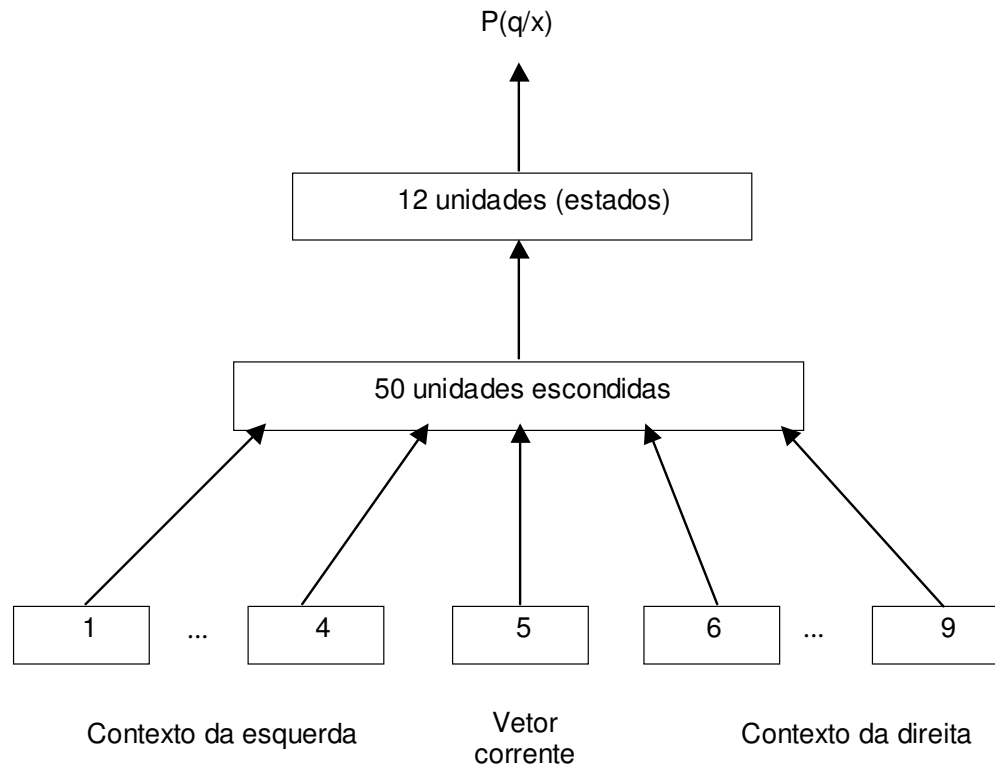 P(q/x)
12 unidades (estados)
50 unidades escondidas
1 ... 4 5 6 ... 9
Contexto da esquerda
Vetor
corrente
Contexto da direita